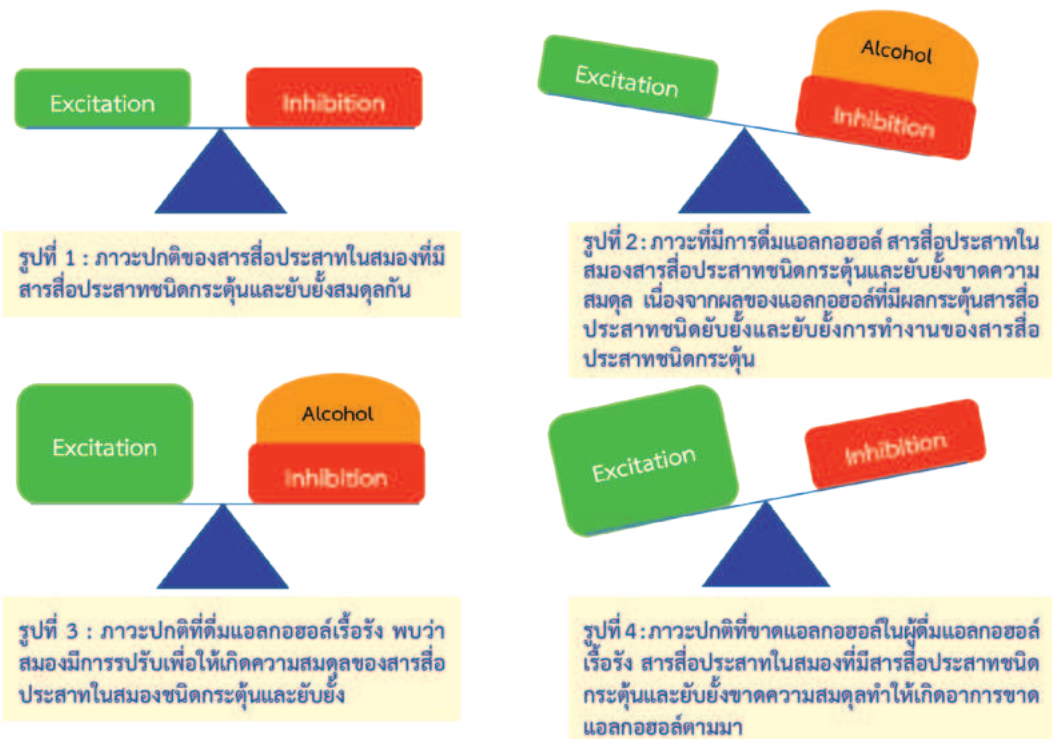 Excitation
Inhibition
รูปที่ 1 : ภาวะปกติของสารสื่อประสาทในสมองที่มี
สารสื่อประสาทชนิดกระตุ้นและยับยั้งสมดุลกัน
Excitation
Alcohol
Inhibition
รูปที่ 2 : ภาวะที่มีการดื่มแอลกอฮอล์ สารสื่อประสาทใน
สมองสารสื่อประสาทชนิดกระตุ้นและยับยั้งขาดความ
สมดุล เนื่องจากผลของแอลกอฮอล์ที่มีผลกระตุ้นสารสื่อ
ประสาทชนิดยับยั้งและยับยั้งการทำงานของสารสื่อ
ประสาทชนิดกระตุ้น
Excitation
Alcohol
Inhibition
รูปที่ 3 : ภาวะปกติที่ดื่มแอลกอฮอล์เรื้อรัง พบว่า
สมองมีการรปรับเพื่อให้เกิดความสมดุลของสารสื่อ
ประสาทในสมองชนิดกระตุ้นและยับยั้ง
Excitation
Inhibition
รูปที่ 4 : ภาวะปกติที่ขาดแอลกอฮอล์ในผู้ดื่มแอลกอฮอล์
เรื้อรัง สารสื่อประสาทในสมองที่มีสารสื่อประสาทชนิด
กระตุ้นและยับยั้งขาดความสมดุลทำให้เกิดอาการขาด
แอลกอฮอล์ตามมา